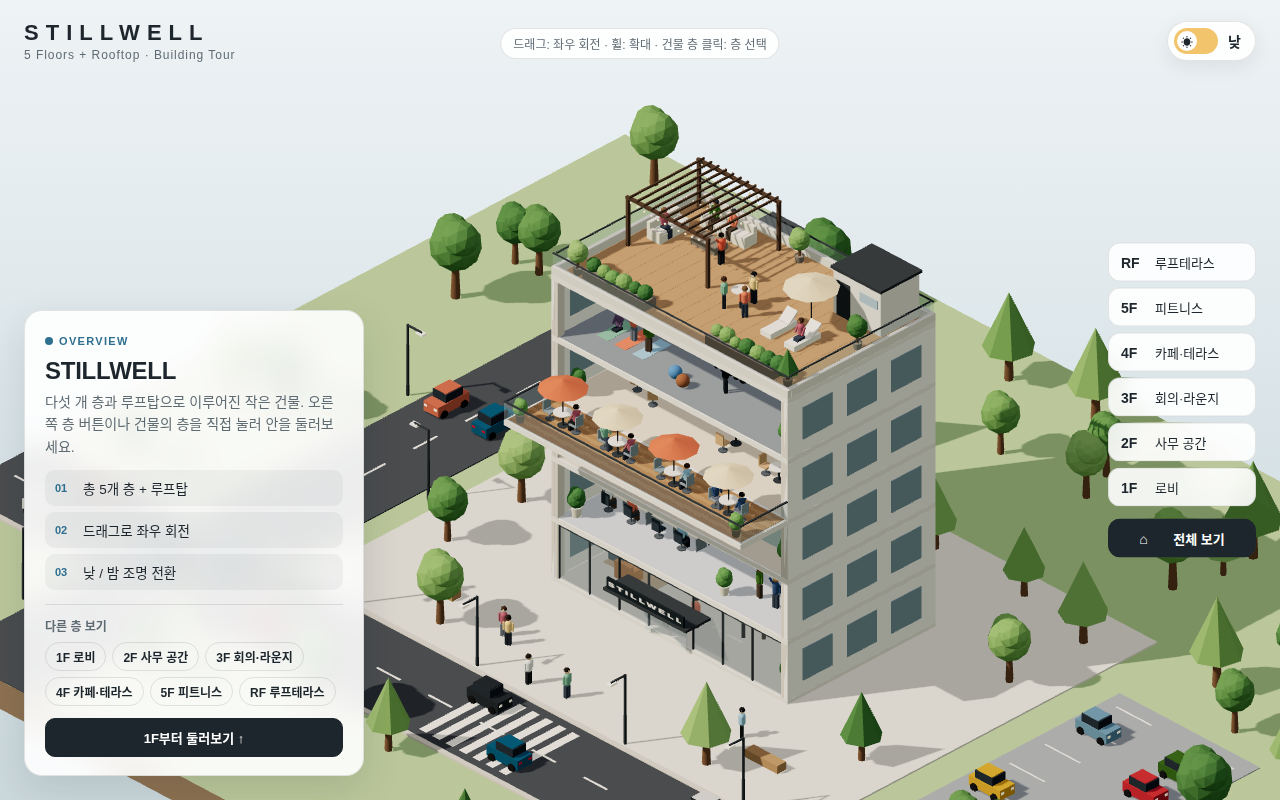 STILLWELL
5 Floors + Rooftop · Building Tour
드래그: 좌우 회전 · 휠: 확대 · 건물 층 클릭: 층 선택
낮
OVERVIEW
STILLWELL
다섯 개 층과 루프탑으로 이루어진 작은 건물. 오른
쪽 층 버튼이나 건물의 층을 직접 눌러 안을 둘러보
세요.
01 총 5개 층 + 루프탑
02 드래그로 좌우 회전
03 낮 / 밤 조명 전환
다른 층 보기
1F 로비 2F 사무 공간 3F 회의·라운지
4F 카페·테라스 5F 피트니스 RF 루프테라스
1F부터 둘러보기 ↑
STILLWELL
RF 루프테라스
5F 피트니스
4F 카페·테라스
3F 회의·라운지
2F 사무 공간
1F 로비
⌂ 전체 보기